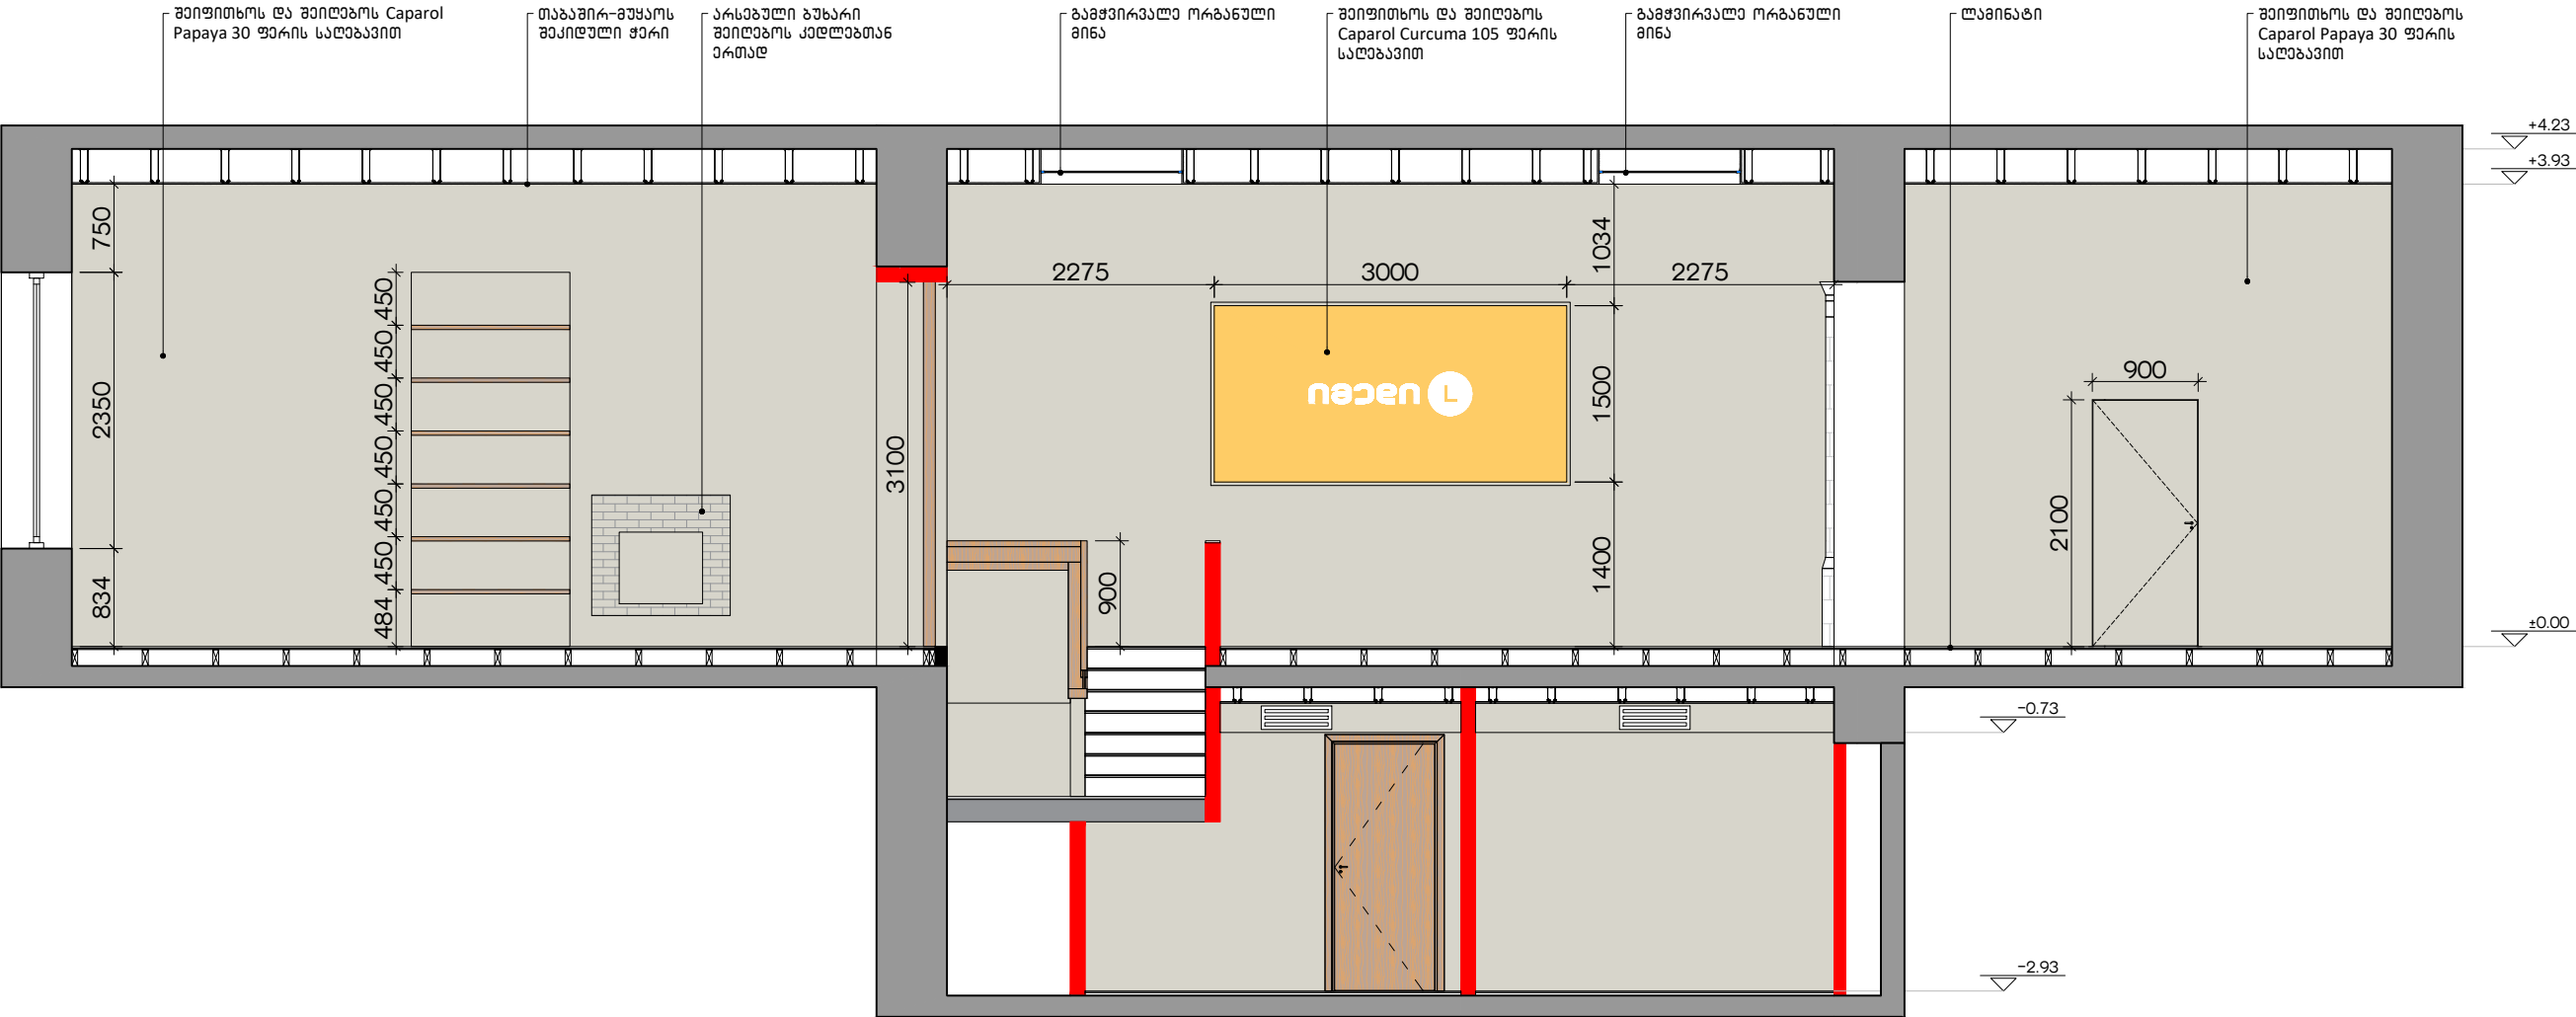 შეიფითხოს და შეიღებოს Caparol
Papaya 30 ფერის საღებავით
თაბაშირ-მუყაოს
შეკიდული ჭერი
არსებული ბუხარი
შეიღებოს კედლებთან
ერთად
გამჭვირვალე ორგანული
მინა
შეიფითხოს და შეიღებოს
Caparol Curcuma 105 ფერის
საღებავით
გამჭვირვალე ორგანული
მინა
ლამინატი
შეიფითხოს და შეიღებოს
Caparol Papaya 30 ფერის
საღებავით
+4.23
+3.93
±0.00
-0.73
-2.93
750
2350
834
450
450
450
450
450
450
484
3100
2275
3000
2275
1034
1500
1400
900
900
2100